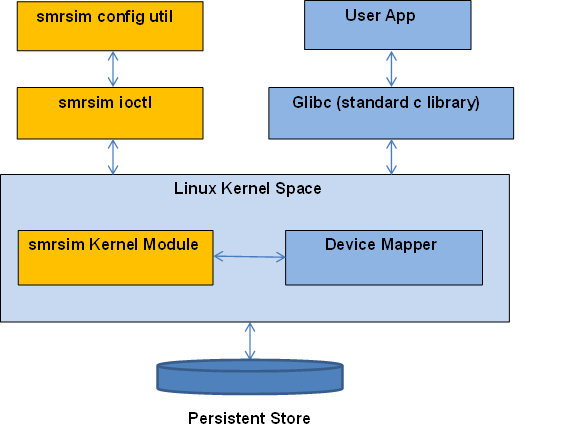 smrsim config util
User App
smrsim ioctl
Glibc (standard c library)
Linux Kernel Space
smrsim Kernel Module
Device Mapper
Persistent Store